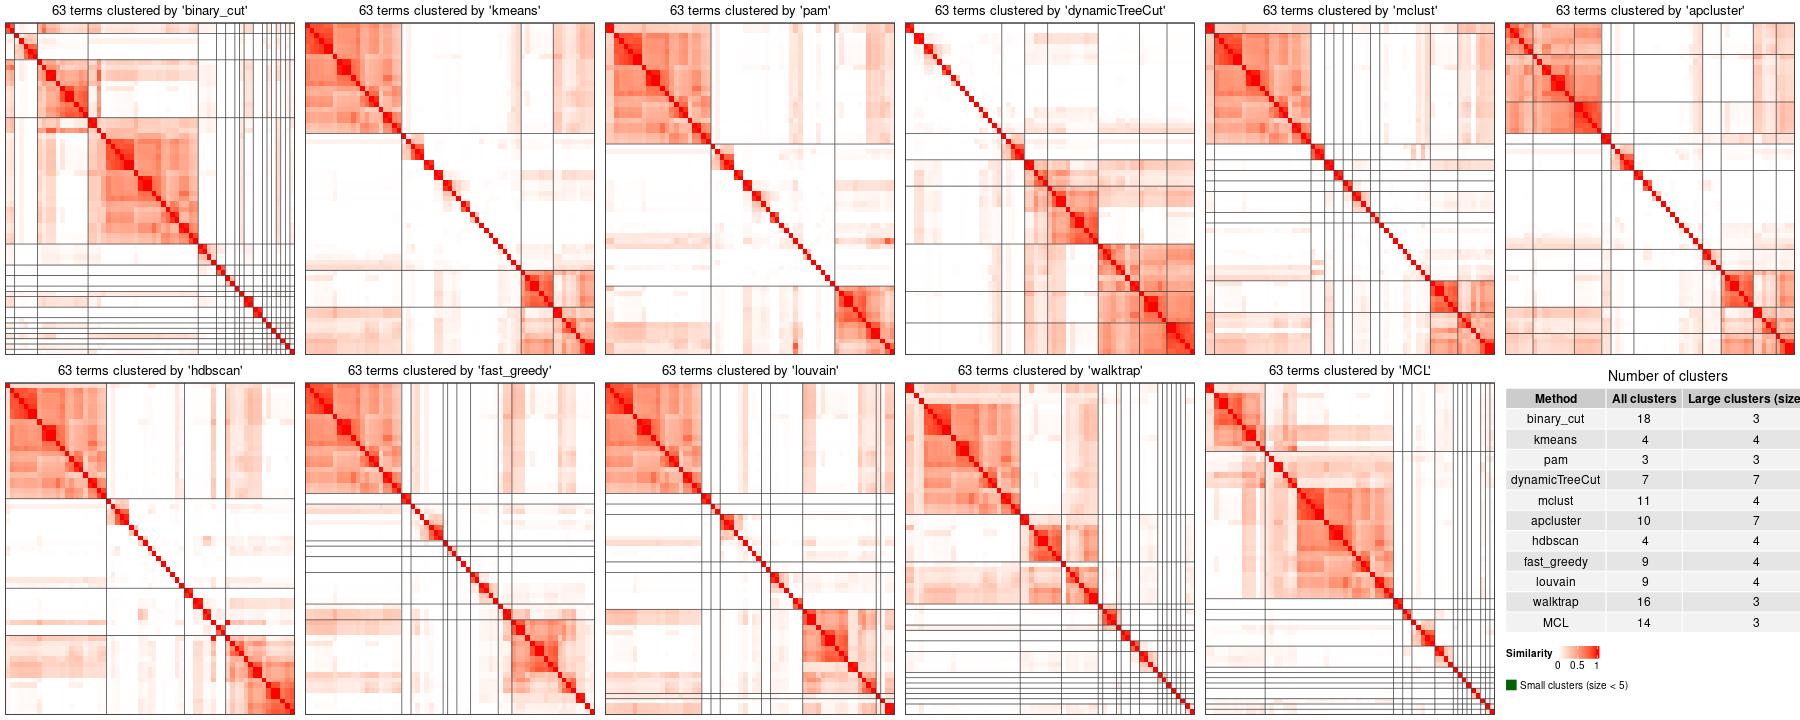 63 terms clustered by 'binary_cut'
63 terms clustered by 'kmeans'
63 terms clustered by 'pam'
63 terms clustered by 'dynamicTreeCut'
63 terms clustered by 'mclust'
63 terms clustered by 'apcluster'
63 terms clustered by 'hdbscan'
63 terms clustered by 'fast_greedy'
63 terms clustered by 'louvain'
63 terms clustered by 'walktrap'
63 terms clustered by 'MCL'
Number of clusters
Method All clusters Large clusters (size
binary_cut 18 3
kmeans 4 4
pam 3 3
dynamicTreeCut 7 7
mclust 11 4
apcluster 10 7
hdbscan 4 4
fast_greedy 9 4
louvain 9 4
walktrap 16 3
MCL 14 3
Similarity
0 0.5 1
Small clusters (size < 5)